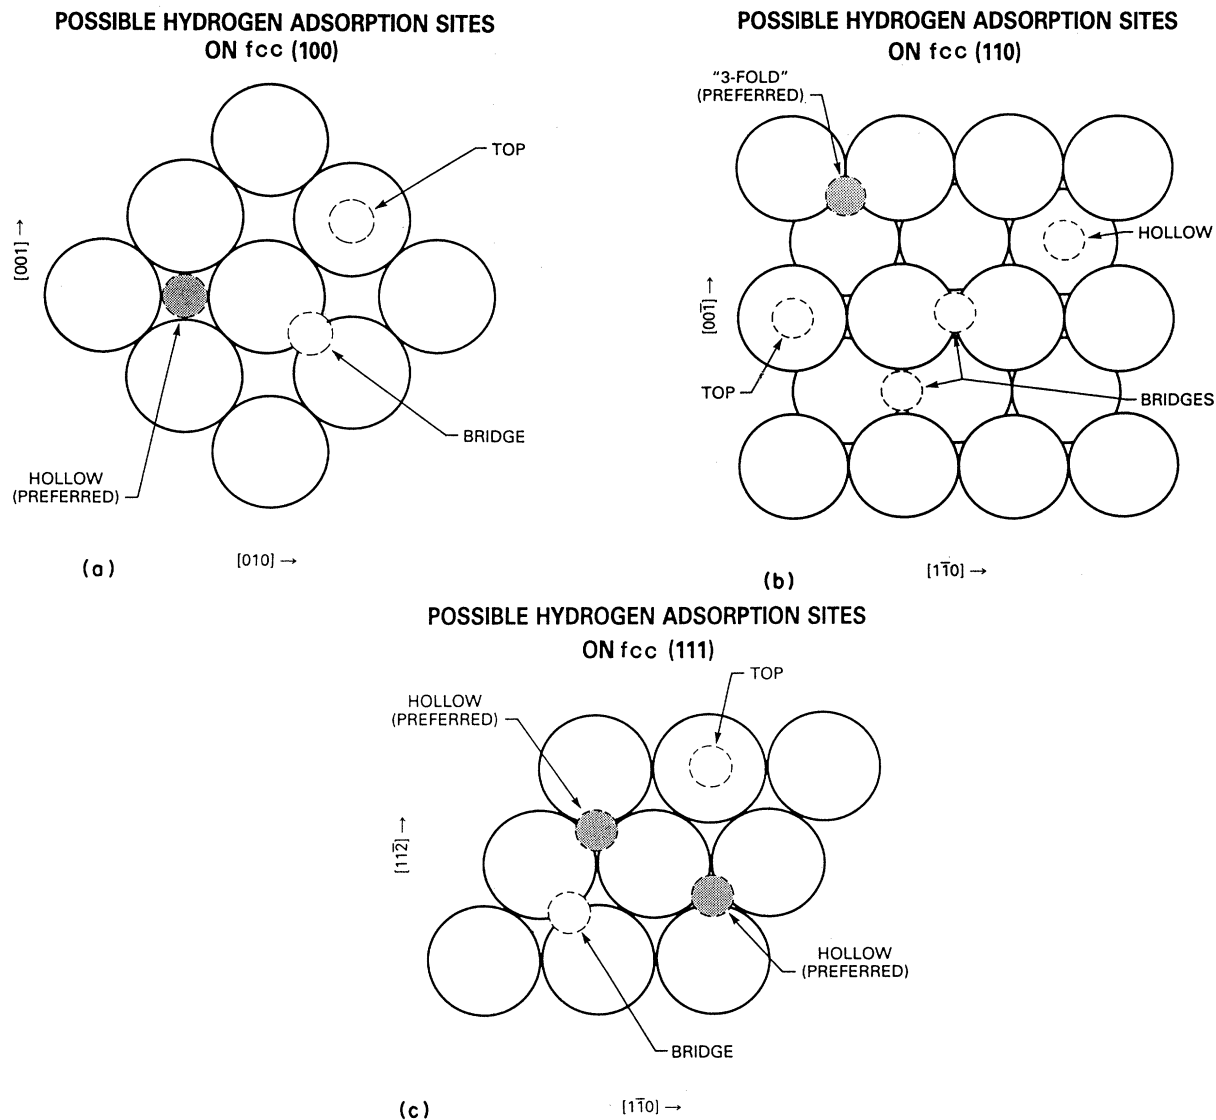 POSSIBLE HYDROGEN ADSORPTION SITES
ON fcc (100)
TOP
[001] →
BRIDGE
HOLLOW
(PREFERRED)
(a)
[010] →
POSSIBLE HYDROGEN ADSORPTION SITES
ON fcc (110)
"3-FOLD"
(PREFERRED)
HOLLOW
[001̅] →
TOP
BRIDGES
(b)
[11̅0] →
POSSIBLE HYDROGEN ADSORPTION SITES
ON fcc (111)
TOP
HOLLOW
(PREFERRED)
[112̅] →
HOLLOW
(PREFERRED)
BRIDGE
(c)
[11̅0] →